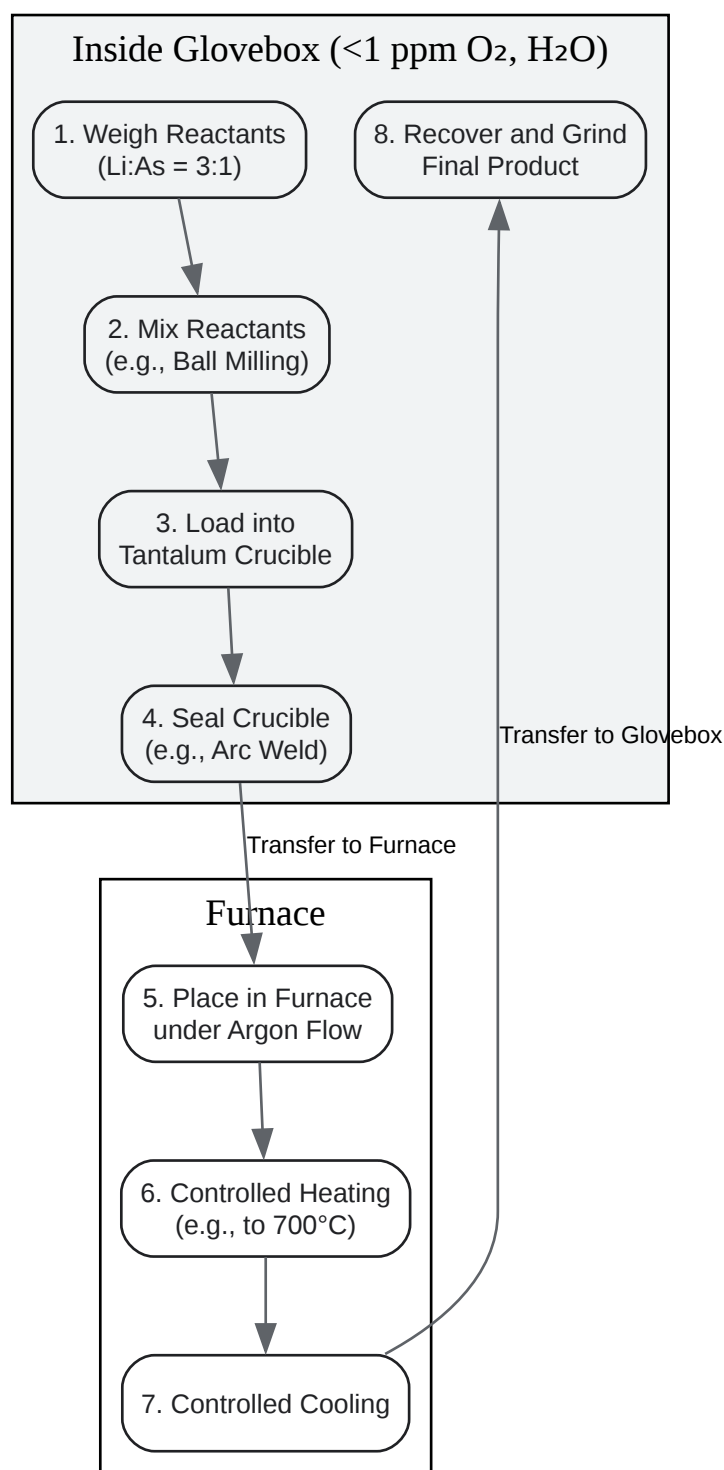 Inside Glovebox (<1 ppm O₂, H₂O)
1. Weigh Reactants
(Li:As = 3:1)
8. Recover and Grind
Final Product
2. Mix Reactants
(e.g., Ball Milling)
3. Load into
Tantalum Crucible
4. Seal Crucible
(e.g., Arc Weld)
Transfer to Glovebox
Transfer to Furnace
Furnace
5. Place in Furnace
under Argon Flow
6. Controlled Heating
(e.g., to 700°C)
7. Controlled Cooling